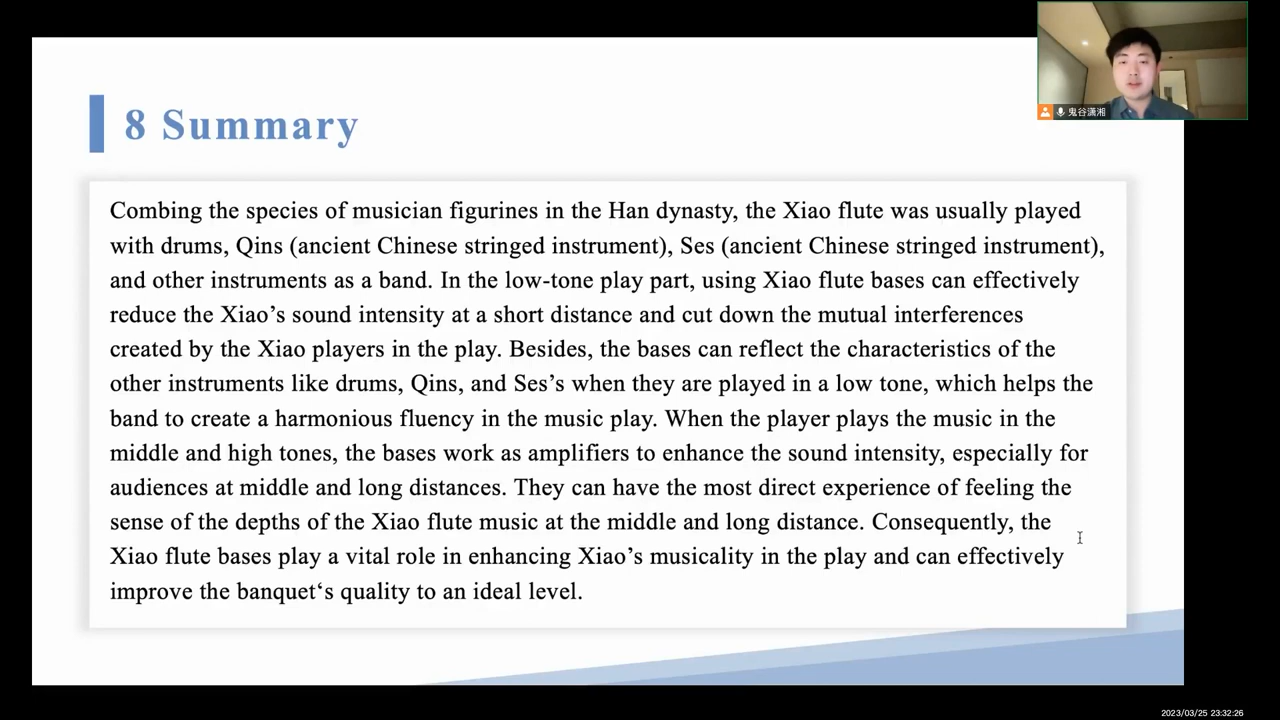 鬼谷潇湘
8 Summary
Combing the species of musician figurines in the Han dynasty, the Xiao flute was usually played
with drums, Qins (ancient Chinese stringed instrument), Ses (ancient Chinese stringed instrument),
and other instruments as a band. In the low-tone play part, using Xiao flute bases can effectively
reduce the Xiao’s sound intensity at a short distance and cut down the mutual interferences
created by the Xiao players in the play. Besides, the bases can reflect the characteristics of the
other instruments like drums, Qins, and Ses’s when they are played in a low tone, which helps the
band to create a harmonious fluency in the music play. When the player plays the music in the
middle and high tones, the bases work as amplifiers to enhance the sound intensity, especially for
audiences at middle and long distances. They can have the most direct experience of feeling the
sense of the depths of the Xiao flute music at the middle and long distance. Consequently, the
Xiao flute bases play a vital role in enhancing Xiao’s musicality in the play and can effectively
improve the banquet‘s quality to an ideal level.
2023/03/25 23:32:26